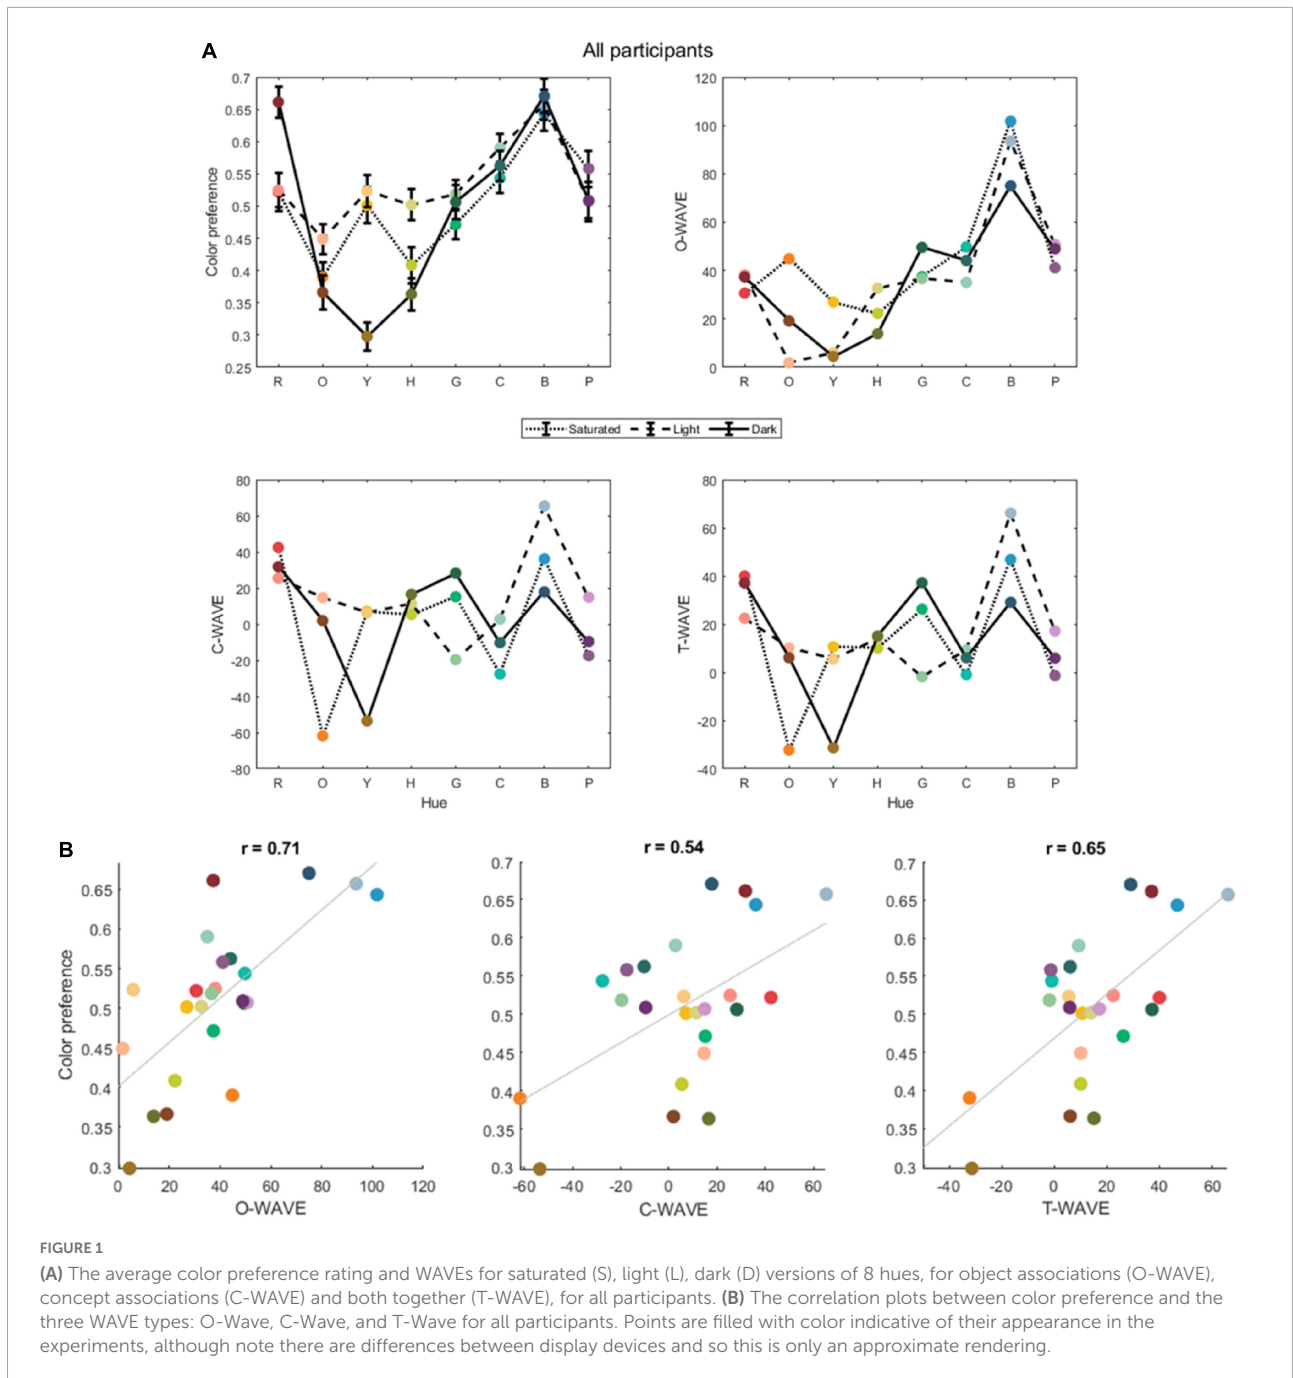 A
All participants
0.7
0.65
0.6
0.55
0.5
0.45
0.4
0.35
0.3
0.25
Color preference
R O Y H G C B P
120
100
80
60
40
20
0
O-WAVE
R O Y H G C B P
Saturated Light Dark
80
60
40
20
0
-20
-40
-60
-80
C-WAVE
R O Y H G C B P
Hue
80
60
40
20
0
-20
-40
T-WAVE
R O Y H G C B P
Hue
B
r = 0.71
0.65
0.6
0.55
0.5
0.45
0.4
0.35
0.3
Color preference
0 20 40 60 80 100 120
O-WAVE
r = 0.54
0.7
0.65
0.6
0.55
0.5
0.45
0.4
0.35
0.3
-60 -40 -20 0 20 40 60
C-WAVE
r = 0.65
0.7
0.65
0.6
0.55
0.5
0.45
0.4
0.35
0.3
-40 -20 0 20 40 60
T-WAVE
FIGURE 1
(A) The average color preference rating and WAVEs for saturated (S), light (L), dark (D) versions of 8 hues, for object associations (O-WAVE),
concept associations (C-WAVE) and both together (T-WAVE), for all participants. (B) The correlation plots between color preference and the
three WAVE types: O-Wave, C-Wave, and T-Wave for all participants. Points are filled with color indicative of their appearance in the
experiments, although note there are differences between display devices and so this is only an approximate rendering.